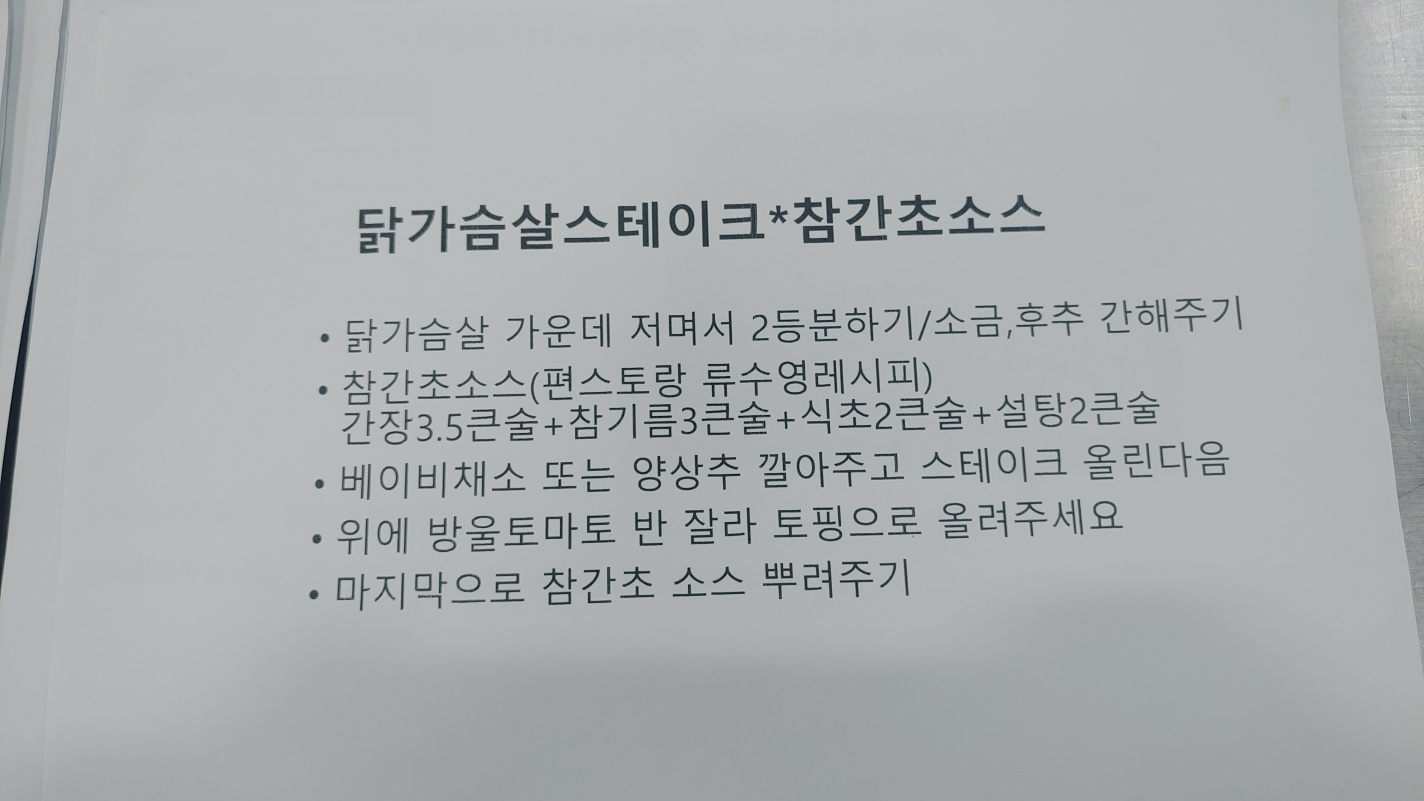 닭가슴살스테이크*참간초소스
• 닭가슴살 가운데 저며서 2등분하기/소금,후추 간해주기
• 참간초소스(편스토랑 류수영레시피)
간장3.5큰술+참기름3큰술+식초2큰술+설탕2큰술
• 베이비채소 또는 양상추 깔아주고 스테이크 올린다음
• 위에 방울토마토 반 잘라 토핑으로 올려주세요
• 마지막으로 참간초 소스 뿌려주기